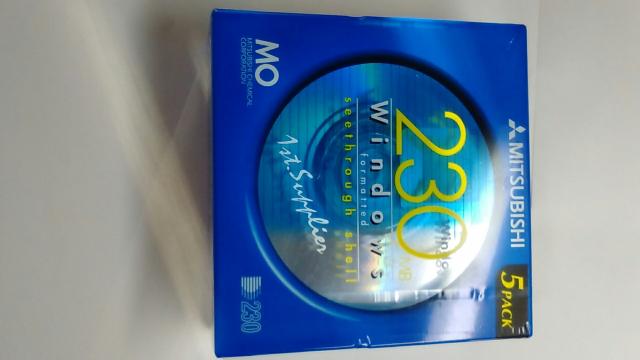 MITSUBISHI
5 PACK
230 MB
Windows
formatted
seethrough shell
1st.Supplier
MO
MITSUBISHI CHEMICAL
CORPORATION
230